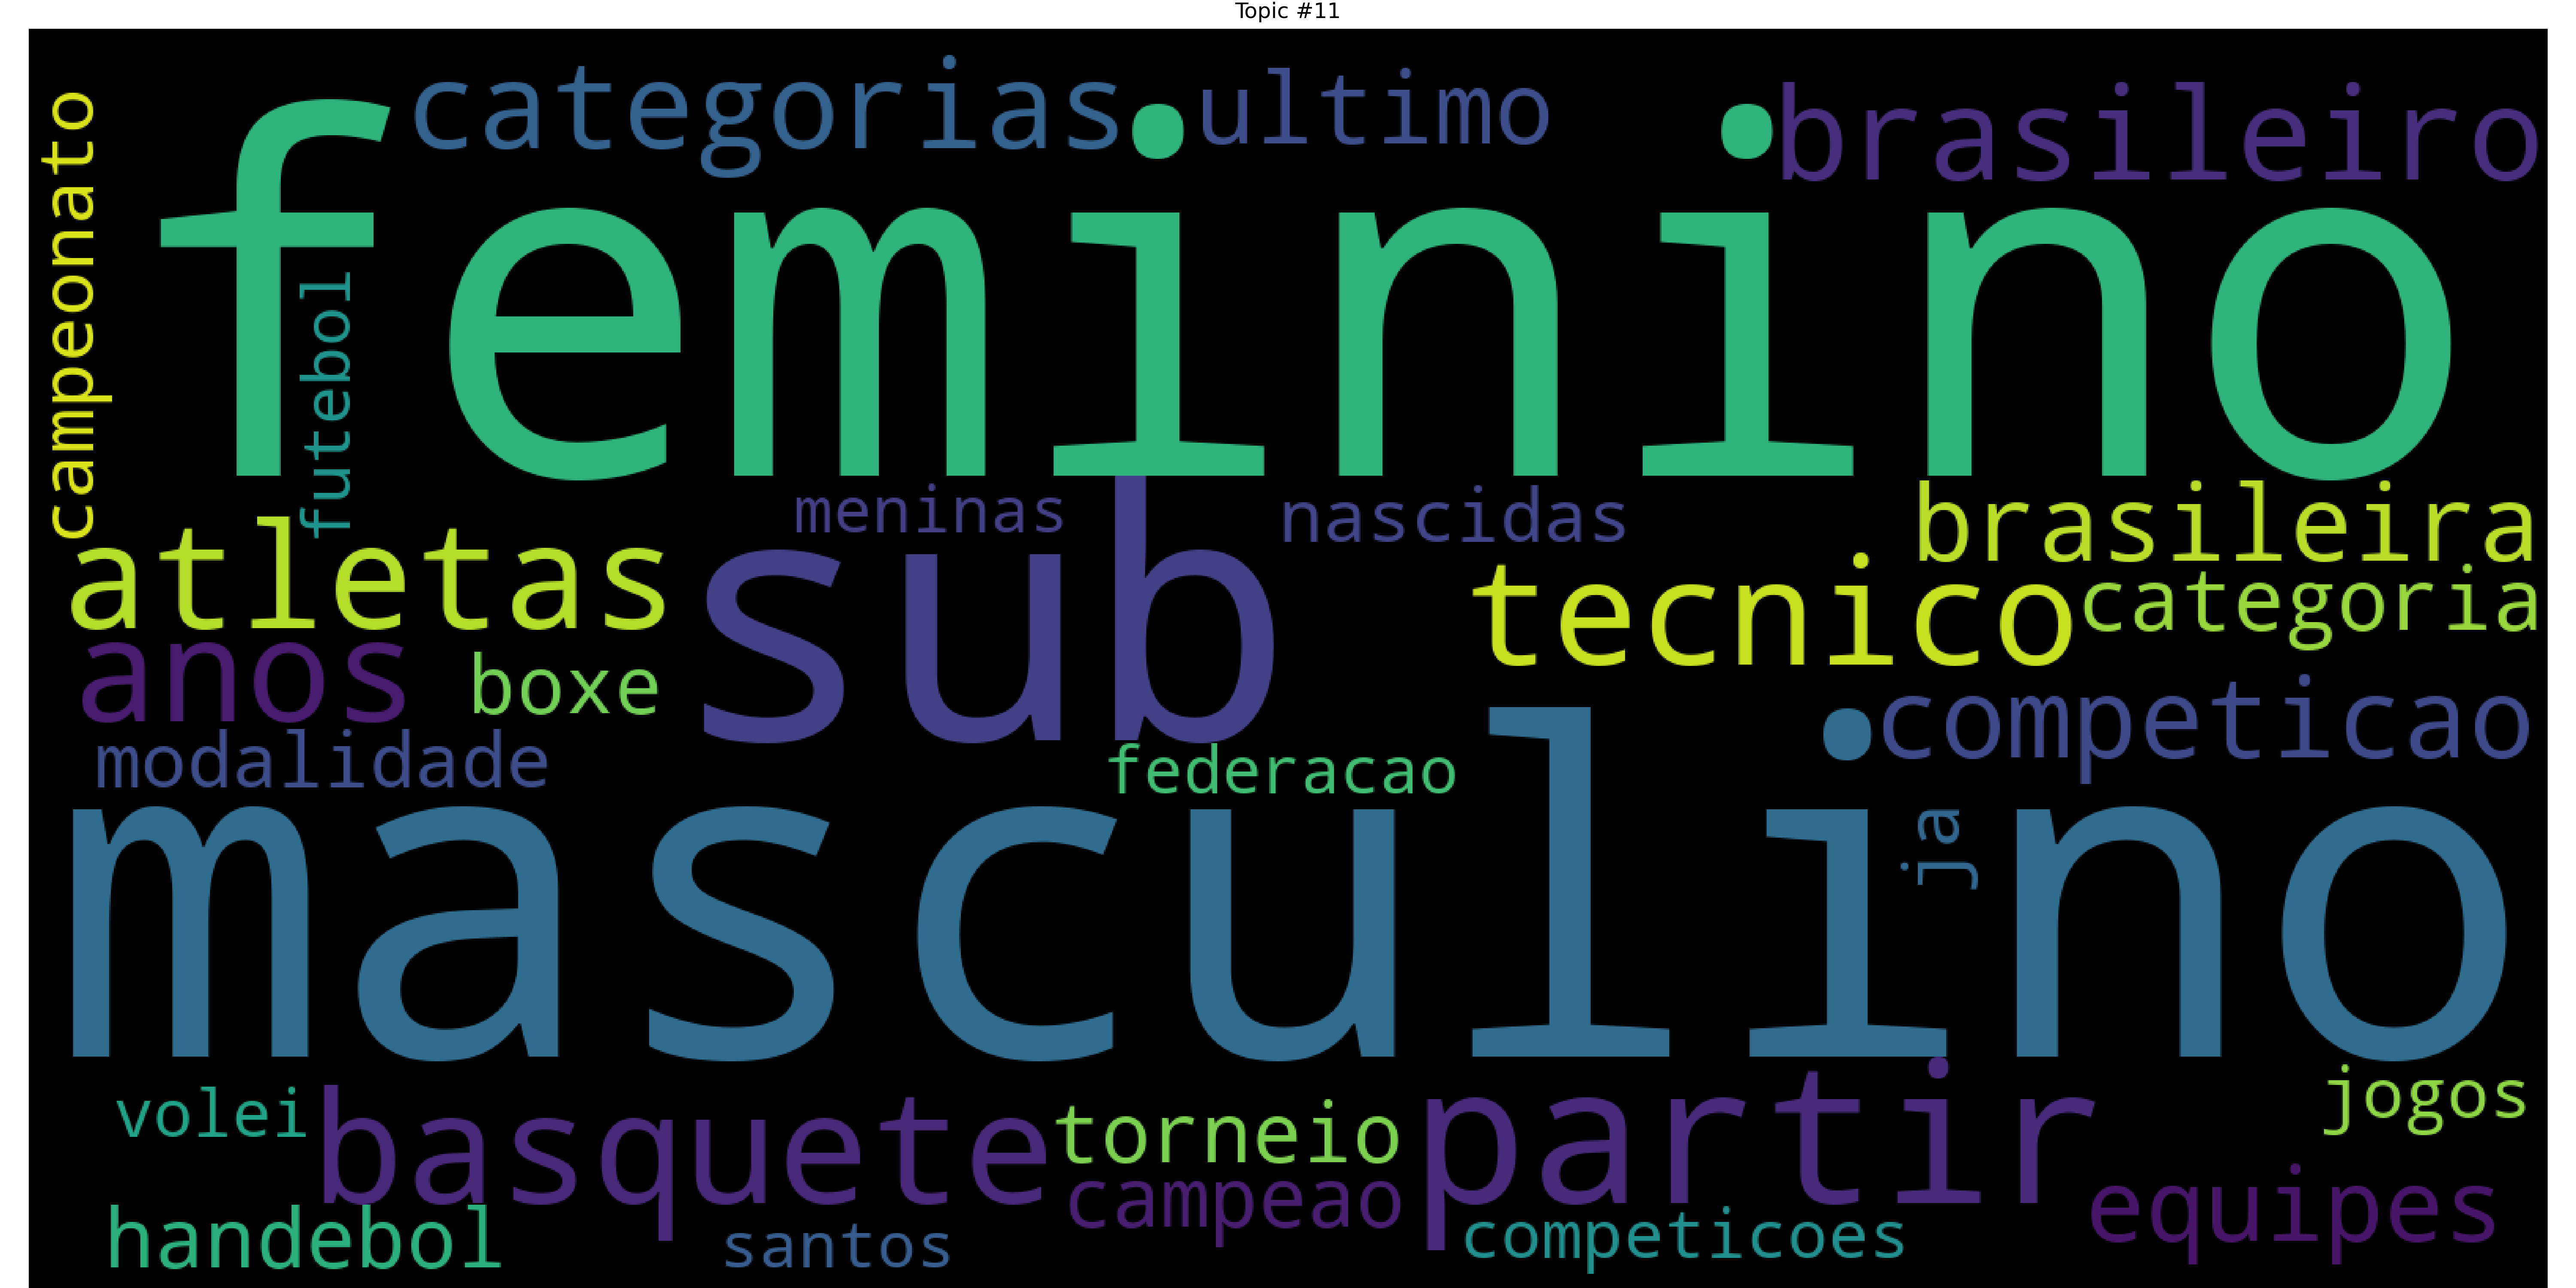 Topic #11
campeonato
categorias
ultimo
brasileiro
feminino
futebol
meninas
nascidas
brasileira
atletas
sub
tecnico
categoria
anos
boxe
competicao
modalidade
federacao
masculino
ja
volei
basquete
torneio
partir
jogos
campeao
equipes
handebol
santos
competicoes